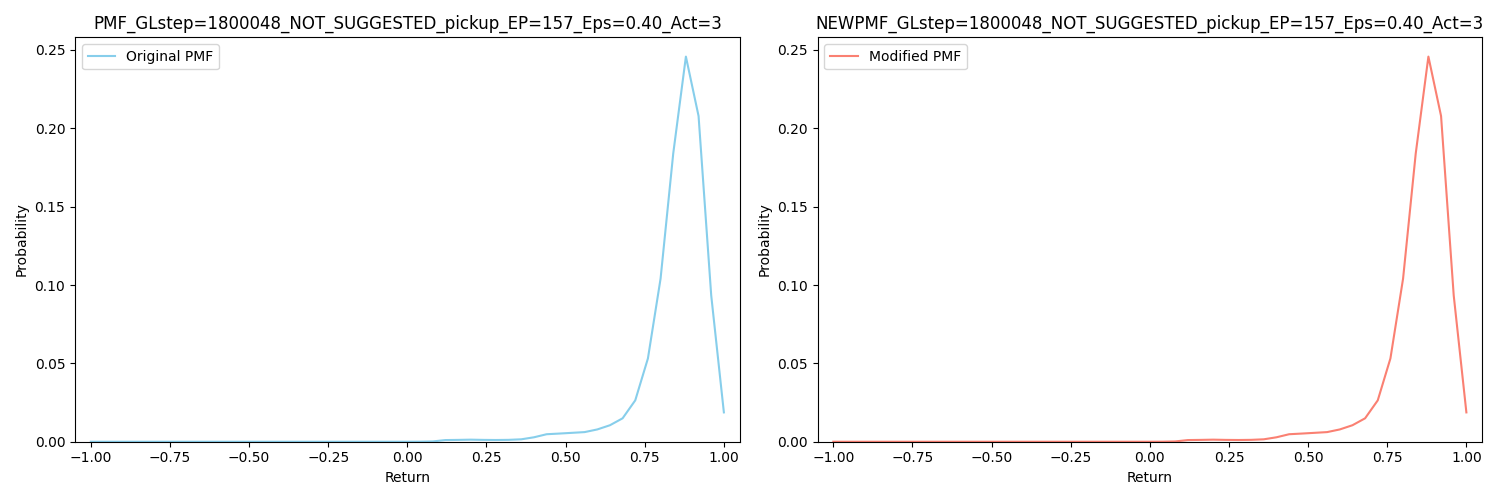 PMF_GLstep=1800048_NOT_SUGGESTED_pickup_EP=157_Eps=0.40_Act=3
Original PMF
0.25
0.20
0.15
0.10
0.05
0.00
Probability
−1.00 −0.75 −0.50 −0.25 0.00 0.25 0.50 0.75 1.00
Return
NEWPMF_GLstep=1800048_NOT_SUGGESTED_pickup_EP=157_Eps=0.40_Act=3
Modified PMF
0.25
0.20
0.15
0.10
0.05
0.00
Probability
−1.00 −0.75 −0.50 −0.25 0.00 0.25 0.50 0.75 1.00
Return